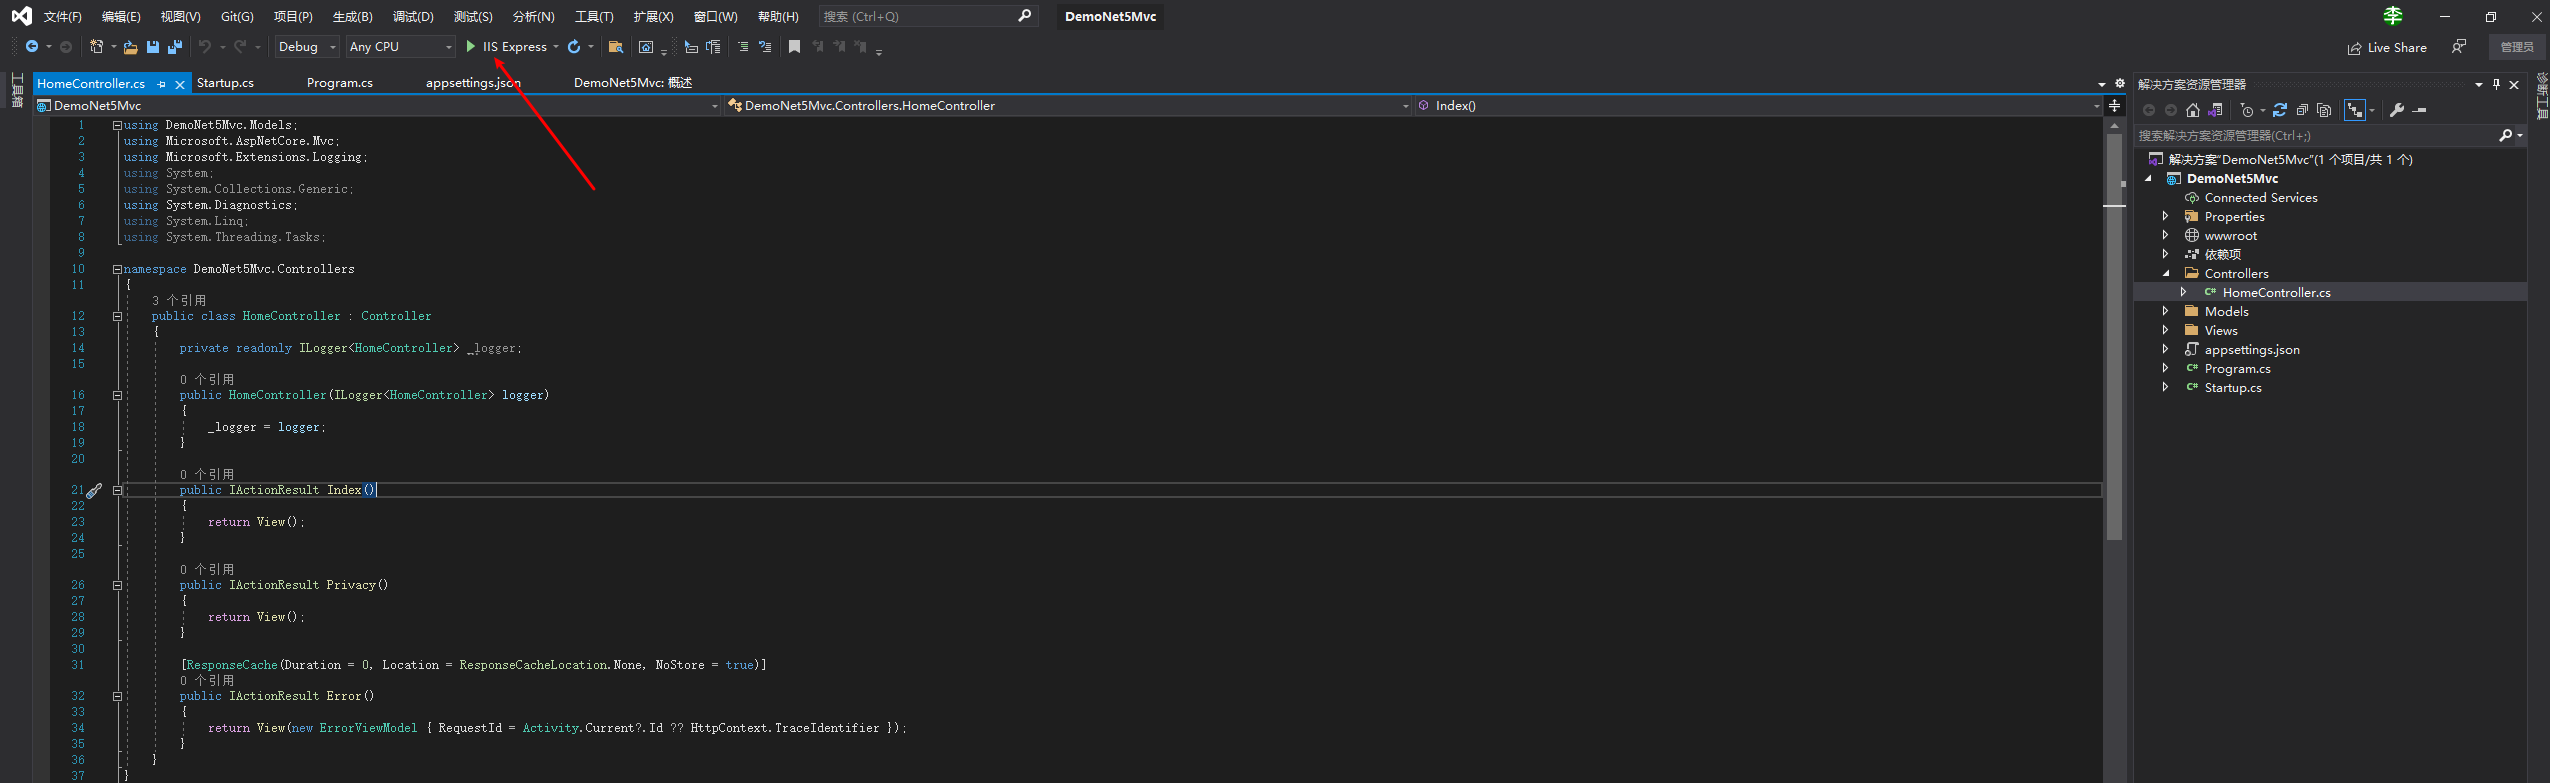 文件(F) 编辑(E) 视图(V) Git(G) 项目(P) 生成(B) 调试(D) 测试(S) 分析(N) 工具(T) 扩展(X) 窗口(W) 帮助(H) 搜索 (Ctrl+Q) DemoNet5Mvc 李
Debug Any CPU IIS Express Live Share 管理员
工具箱
HomeController.cs Startup.cs Program.cs appsettings.json DemoNet5Mvc: 概述
DemoNet5Mvc DemoNet5Mvc.Controllers.HomeController Index()
1 using DemoNet5Mvc.Models;
2 using Microsoft.AspNetCore.Mvc;
3 using Microsoft.Extensions.Logging;
4 using System;
5 using System.Collections.Generic;
6 using System.Diagnostics;
7 using System.Linq;
8 using System.Threading.Tasks;
9
10 namespace DemoNet5Mvc.Controllers
11 {
3 个引用
12 public class HomeController : Controller
13 {
14 private readonly ILogger<HomeController> _logger;
15
0 个引用
16 public HomeController(ILogger<HomeController> logger)
17 {
18 _logger = logger;
19 }
20
0 个引用
21 public IActionResult Index()
22 {
23 return View();
24 }
25
0 个引用
26 public IActionResult Privacy()
27 {
28 return View();
29 }
30
31 [ResponseCache(Duration = 0, Location = ResponseCacheLocation.None, NoStore = true)]
0 个引用
32 public IActionResult Error()
33 {
34 return View(new ErrorViewModel { RequestId = Activity.Current?.Id ?? HttpContext.TraceIdentifier });
35 }
36 }
37 }
解决方案资源管理器
搜索解决方案资源管理器(Ctrl+;)
解决方案"DemoNet5Mvc"(1 个项目/共 1 个)
DemoNet5Mvc
Connected Services
Properties
wwwroot
依赖项
Controllers
C# HomeController.cs
Models
Views
appsettings.json
C# Program.cs
C# Startup.cs
诊断工具